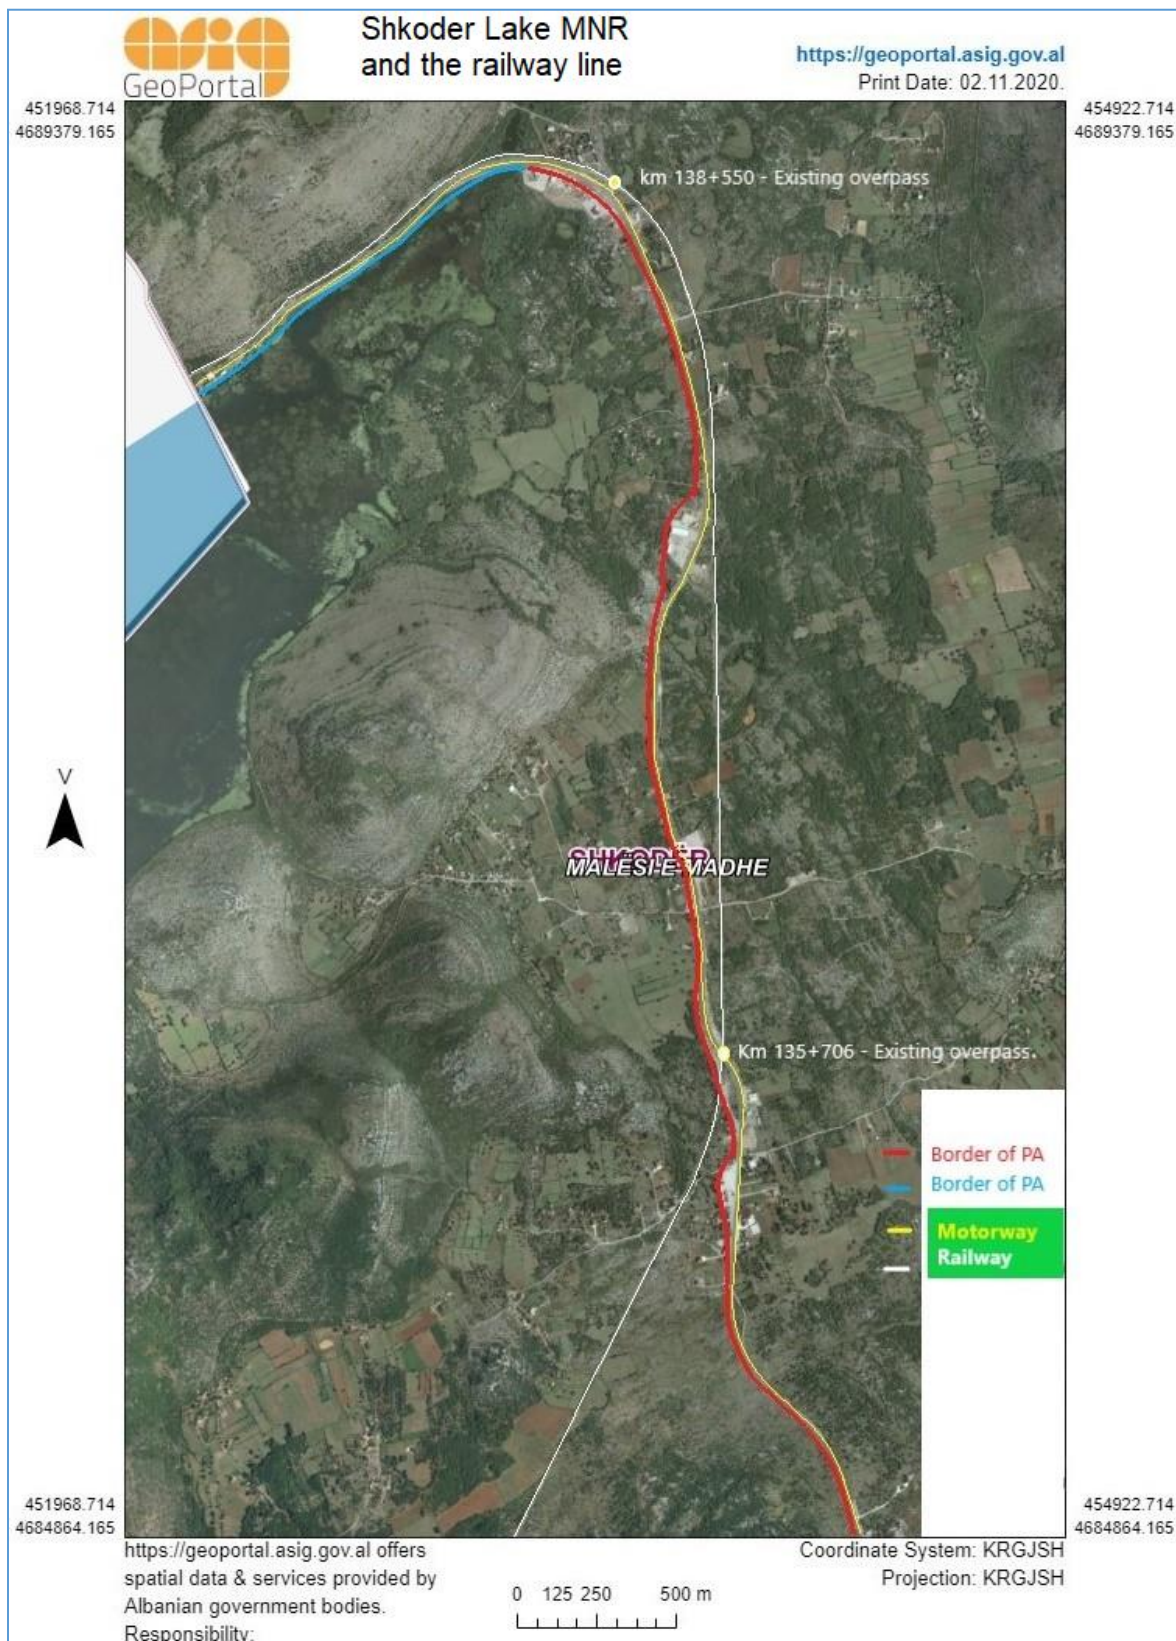 asig
GeoPortal
Shkoder Lake MNR
and the railway line
https://geoportal.asig.gov.al
Print Date: 02.11.2020.
451968.714
4689379.165
454922.714
4689379.165
km 138+550 - Existing overpass
V
SHKODËR
MALËSI E MADHE
Km 135+706 - Existing overpass.
Border of PA
Border of PA
Motorway
Railway
451968.714
4684864.165
454922.714
4684864.165
https://geoportal.asig.gov.al offers
spatial data & services provided by
Albanian government bodies.
Responsibility:
0 125 250 500 m
Coordinate System: KRGJSH
Projection: KRGJSH